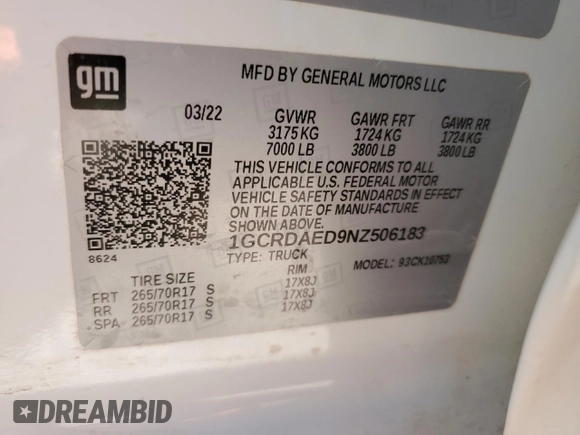 gm
MFD BY GENERAL MOTORS LLC
03/22 GVWR GAWR FRT GAWR RR
3175 KG 1724 KG 1724 KG
7000 LB 3800 LB 3800 LB
THIS VEHICLE CONFORMS TO ALL
APPLICABLE U.S. FEDERAL MOTOR
VEHICLE SAFETY STANDARDS IN EFFECT
ON THE DATE OF MANUFACTURE
SHOWN ABOVE.
1GCRDAED9NZ506183
8624
TYPE: TRUCK MODEL: 93CK10753
TIRE SIZE RIM
FRT 265/70R17 S 17X8J
RR 265/70R17 S 17X8J
SPA 265/70R17 S 17X8J
DREAMBID